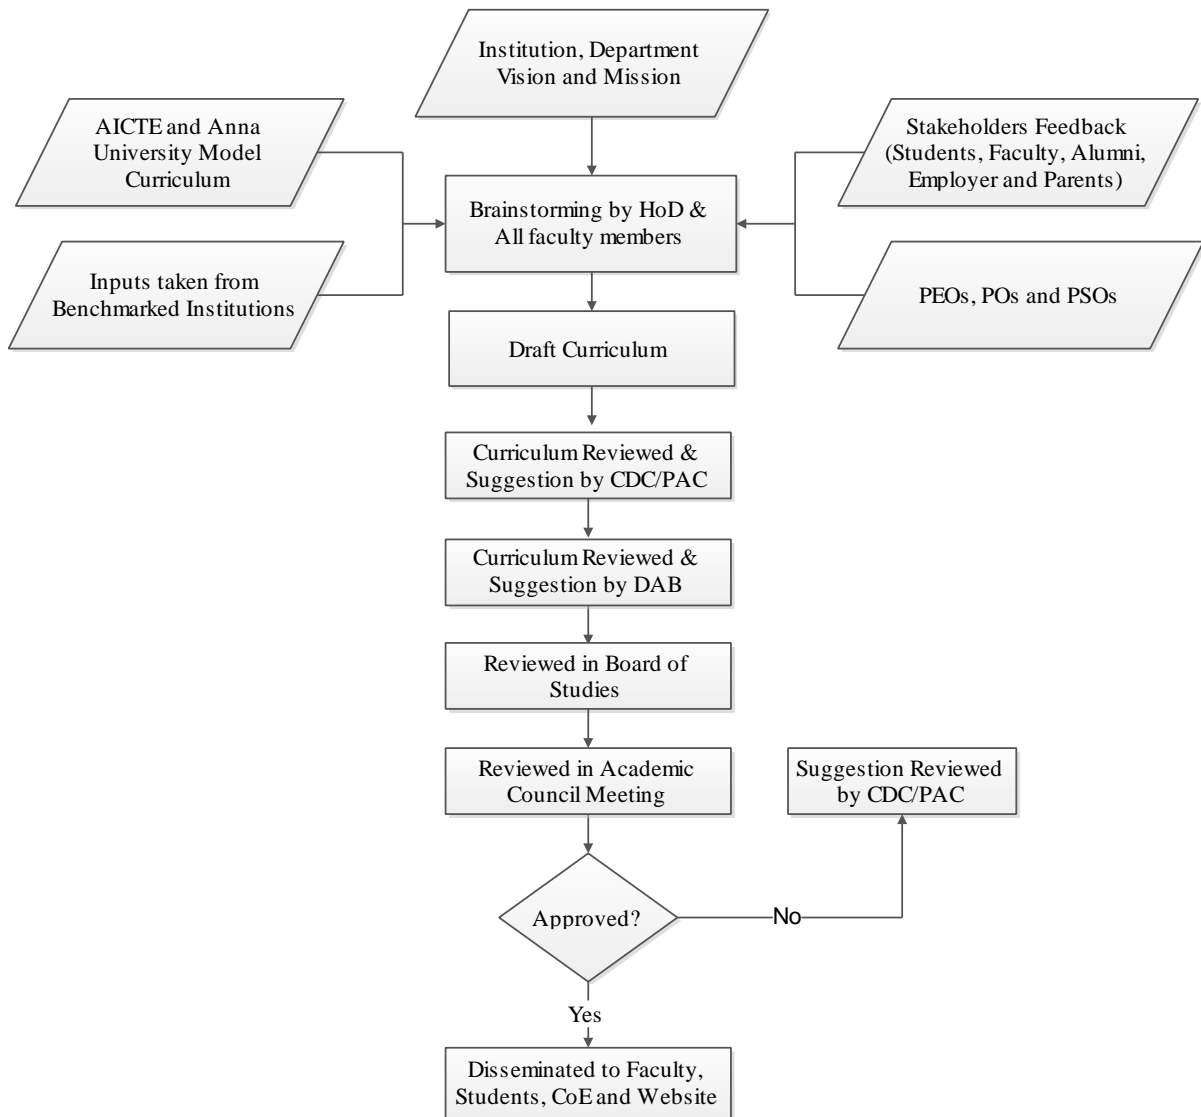 Institution, Department
Vision and Mission
AICTE and Anna
University Model
Curriculum
Stakeholders Feedback
(Students, Faculty, Alumni,
Employer and Parents)
Brainstorming by HoD &
All faculty members
Inputs taken from
Benchmarked Institutions
PEOs, POs and PSOs
Draft Curriculum
Curriculum Reviewed &
Suggestion by CDC/PAC
Curriculum Reviewed &
Suggestion by DAB
Reviewed in Board of
Studies
Reviewed in Academic
Council Meeting
Suggestion Reviewed
by CDC/PAC
Approved?
No
Yes
Disseminated to Faculty,
Students, CoE and Website